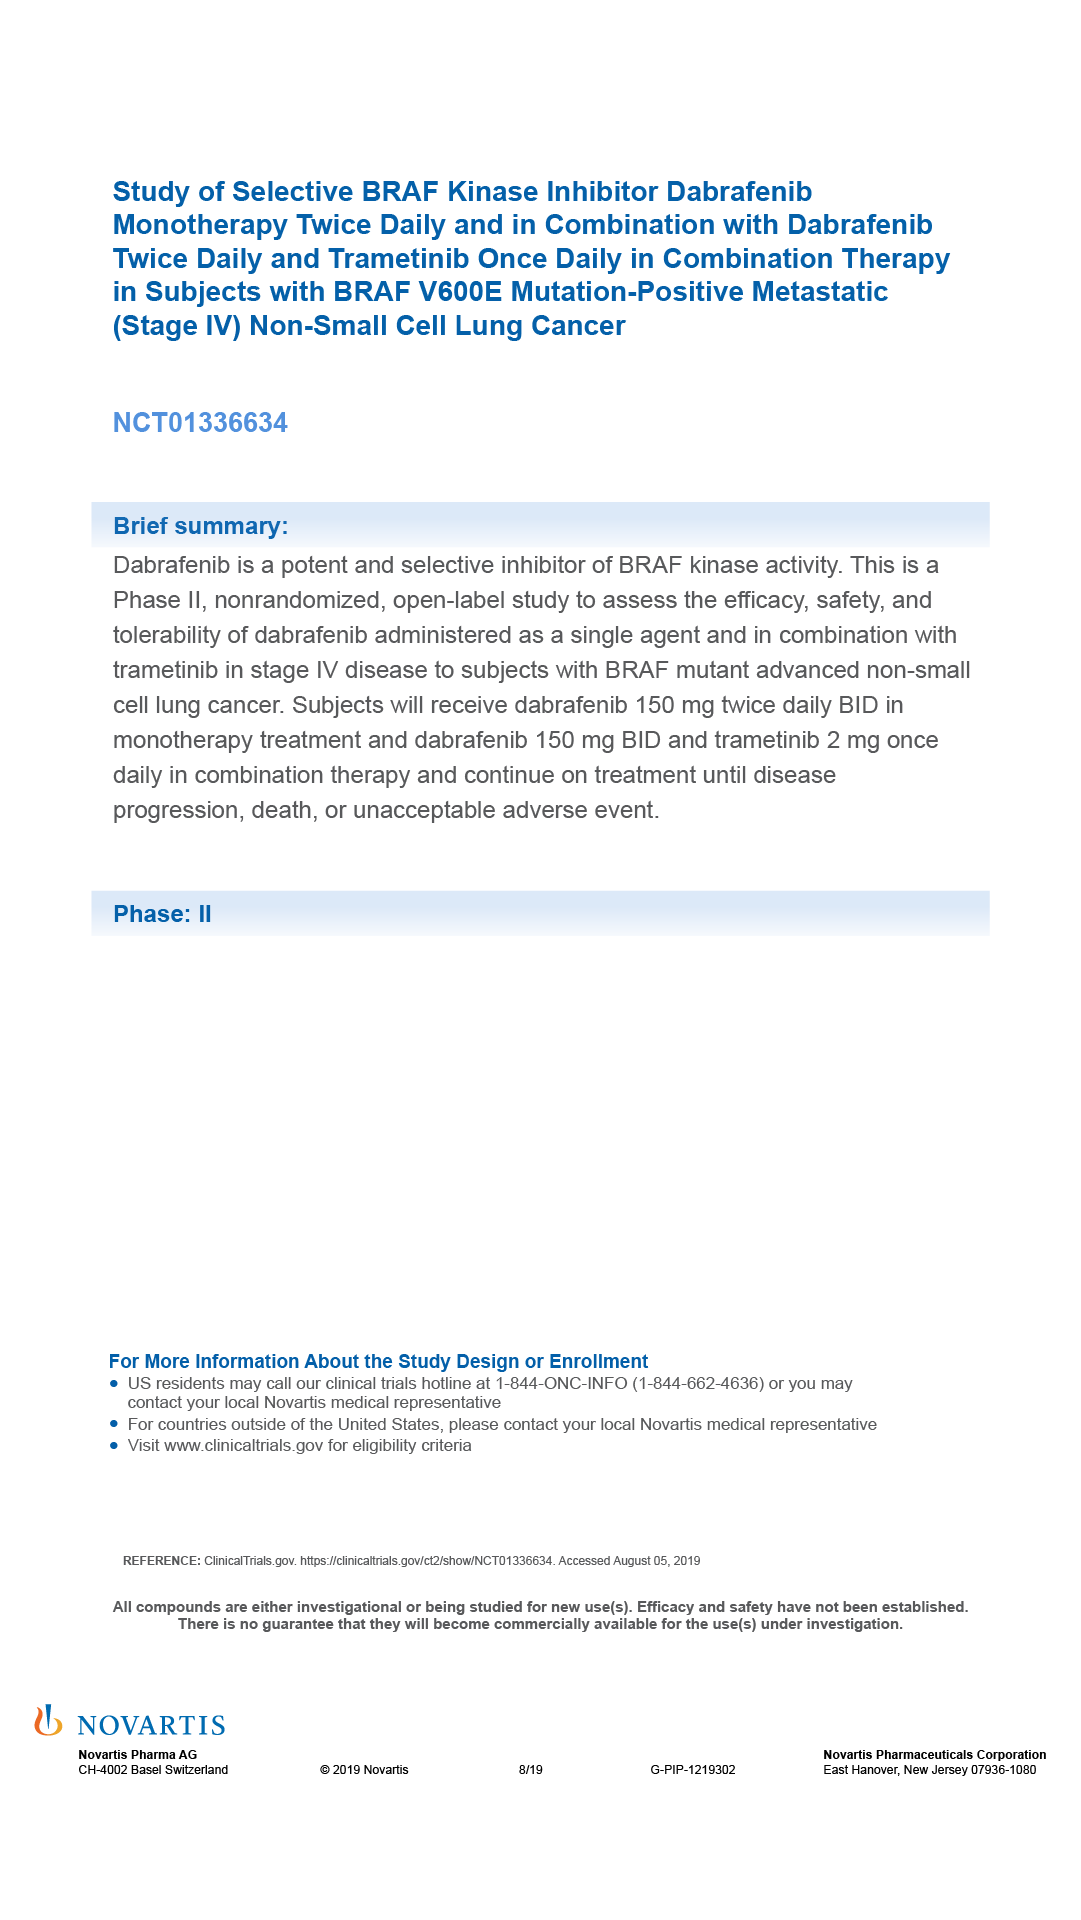 Study of Selective BRAF Kinase Inhibitor Dabrafenib
Monotherapy Twice Daily and in Combination with Dabrafenib
Twice Daily and Trametinib Once Daily in Combination Therapy
in Subjects with BRAF V600E Mutation-Positive Metastatic
(Stage IV) Non-Small Cell Lung Cancer
NCT01336634
Brief summary:
Dabrafenib is a potent and selective inhibitor of BRAF kinase activity. This is a
Phase II, nonrandomized, open-label study to assess the efficacy, safety, and
tolerability of dabrafenib administered as a single agent and in combination with
trametinib in stage IV disease to subjects with BRAF mutant advanced non-small
cell lung cancer. Subjects will receive dabrafenib 150 mg twice daily BID in
monotherapy treatment and dabrafenib 150 mg BID and trametinib 2 mg once
daily in combination therapy and continue on treatment until disease
progression, death, or unacceptable adverse event.
Phase: II
For More Information About the Study Design or Enrollment
● US residents may call our clinical trials hotline at 1-844-ONC-INFO (1-844-662-4636) or you may
contact your local Novartis medical representative
● For countries outside of the United States, please contact your local Novartis medical representative
● Visit www.clinicaltrials.gov for eligibility criteria
REFERENCE: ClinicalTrials.gov. https://clinicaltrials.gov/ct2/show/NCT01336634. Accessed August 05, 2019
All compounds are either investigational or being studied for new use(s). Efficacy and safety have not been established.
There is no guarantee that they will become commercially available for the use(s) under investigation.
NOVARTIS
Novartis Pharma AG Novartis Pharmaceuticals Corporation
CH-4002 Basel Switzerland © 2019 Novartis 8/19 G-PIP-1219302 East Hanover, New Jersey 07936-1080